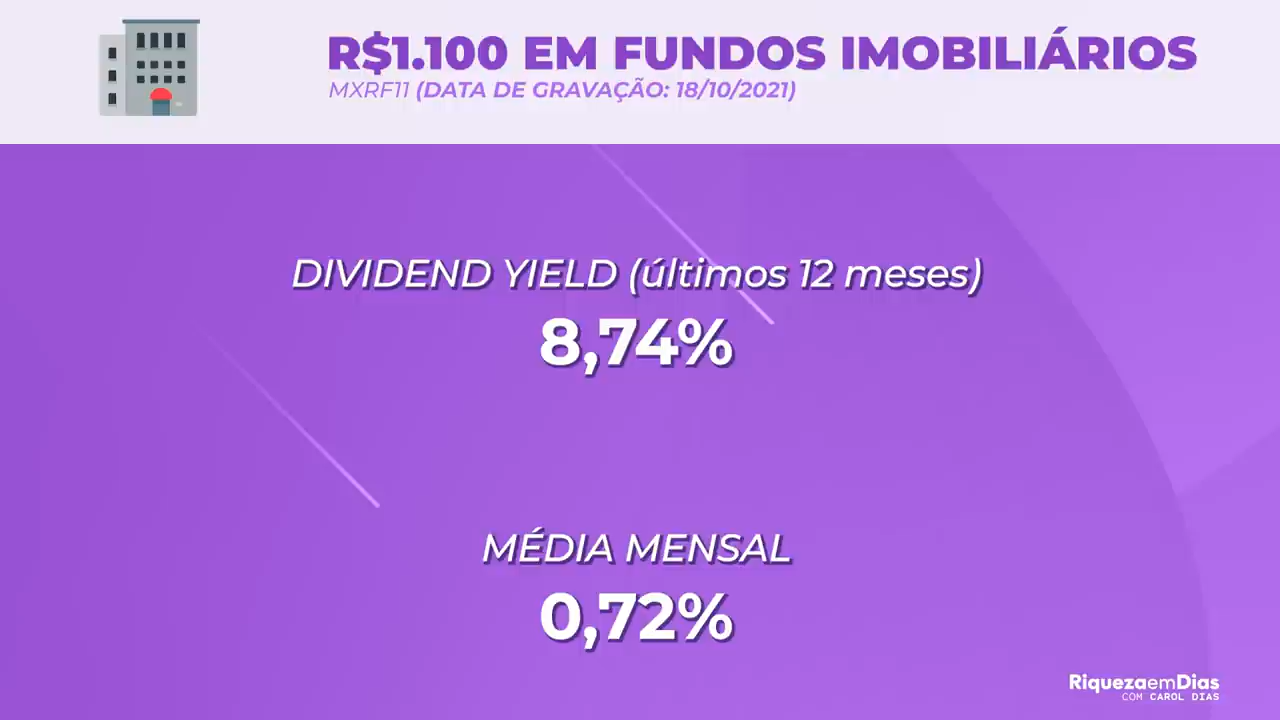 R$1.100 EM FUNDOS IMOBILIÁRIOS
MXRF11 (DATA DE GRAVAÇÃO: 18/10/2021)
DIVIDEND YIELD (últimos 12 meses)
8,74%
MÉDIA MENSAL
0,72%
RiquezaemDias
COM CAROL DIAS